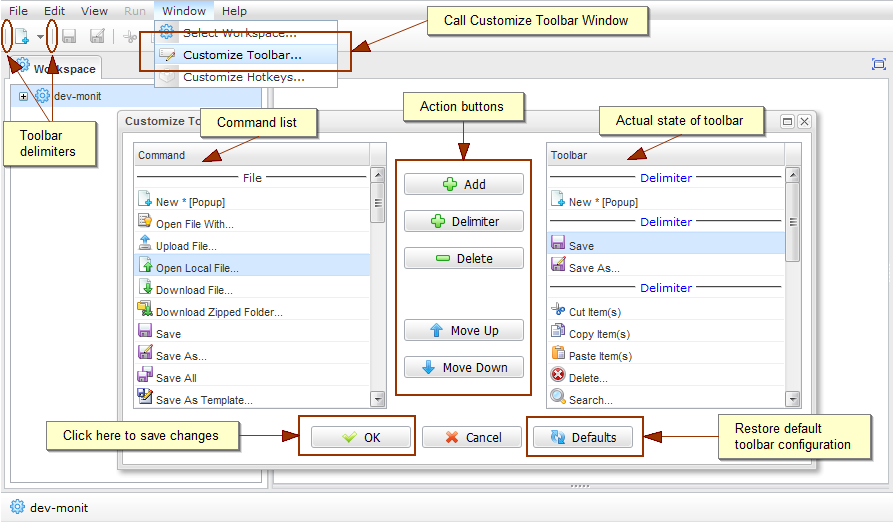 File Edit View Run Window Help
Call Customize Toolbar Window
Select Workspace...
Customize Toolbar...
Customize Hotkeys...
Workspace
dev-monit
Toolbar
delimiters
Customize To
Command list
Action buttons
Actual state of toolbar
Command
File
New * [Popup]
Open File With...
Upload File...
Open Local File...
Download File...
Download Zipped Folder...
Save
Save As...
Save All
Save As Template...
Add
Delimiter
Delete
Move Up
Move Down
Toolbar
Delimiter
New * [Popup]
Delimiter
Save
Save As...
Delimiter
Cut Item(s)
Copy Item(s)
Paste Item(s)
Delete...
Search...
Click here to save changes
OK
Cancel
Defaults
Restore default
toolbar configuration
dev-monit